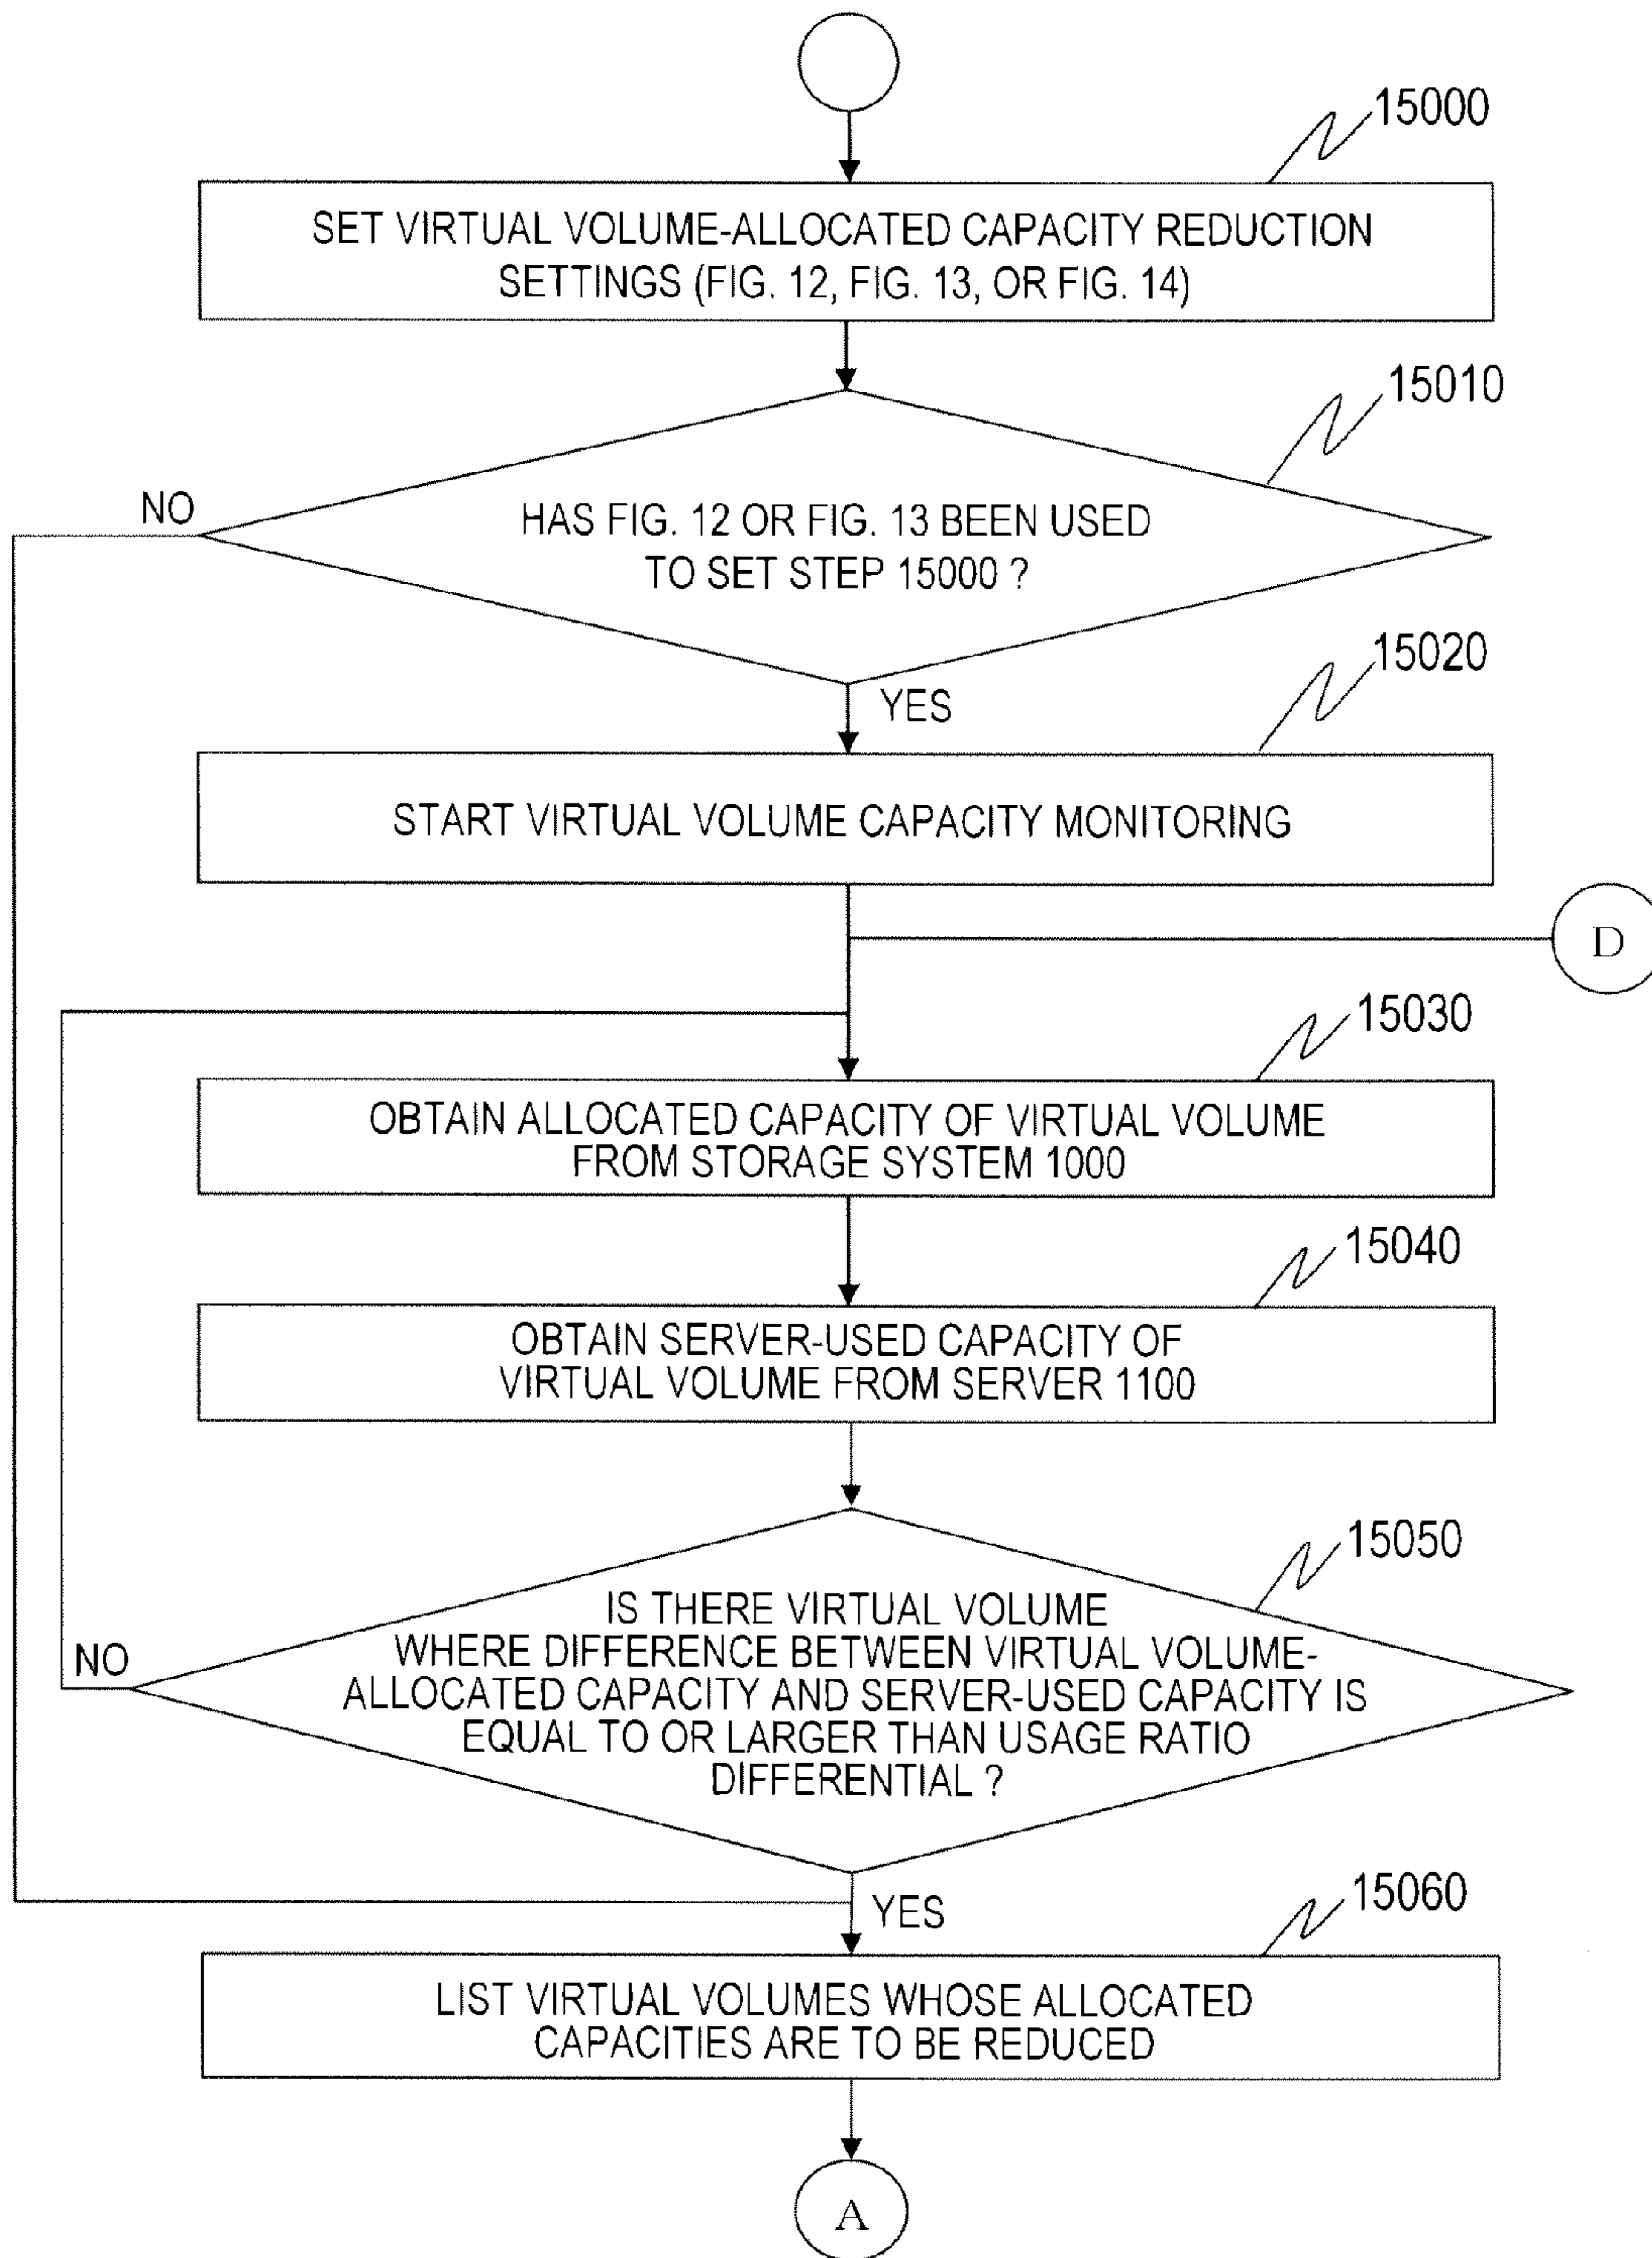 15000
SET VIRTUAL VOLUME-ALLOCATED CAPACITY REDUCTION
SETTINGS (FIG. 12, FIG. 13, OR FIG. 14)
15010
NO
HAS FIG. 12 OR FIG. 13 BEEN USED
TO SET STEP 15000 ?
15020
YES
START VIRTUAL VOLUME CAPACITY MONITORING
D
15030
OBTAIN ALLOCATED CAPACITY OF VIRTUAL VOLUME
FROM STORAGE SYSTEM 1000
15040
OBTAIN SERVER-USED CAPACITY OF
VIRTUAL VOLUME FROM SERVER 1100
15050
IS THERE VIRTUAL VOLUME
WHERE DIFFERENCE BETWEEN VIRTUAL VOLUME-
NO
ALLOCATED CAPACITY AND SERVER-USED CAPACITY IS
EQUAL TO OR LARGER THAN USAGE RATIO
DIFFERENTIAL ?
15060
YES
LIST VIRTUAL VOLUMES WHOSE ALLOCATED
CAPACITIES ARE TO BE REDUCED
A